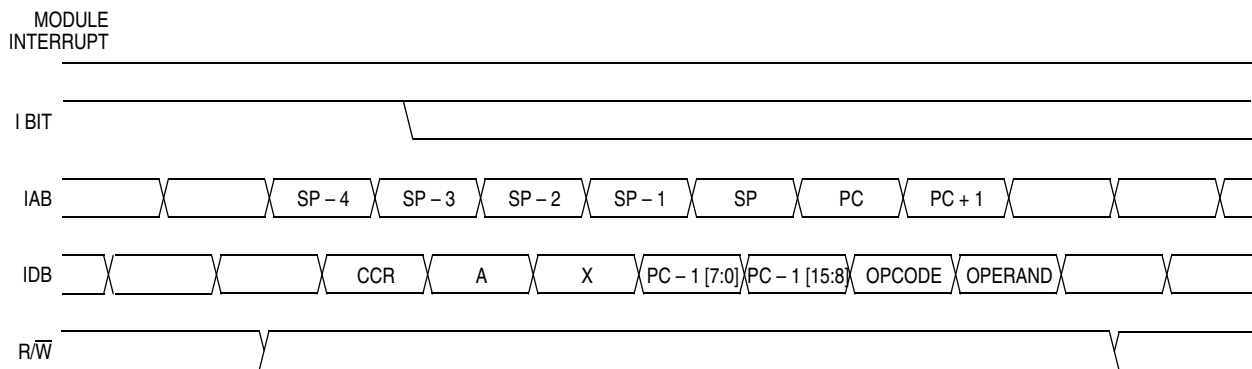 MODULE
INTERRUPT
I BIT
IAB SP – 4 SP – 3 SP – 2 SP – 1 SP PC PC + 1
IDB CCR A X PC – 1 [7:0] PC – 1 [15:8] OPCODE OPERAND
R/W̅